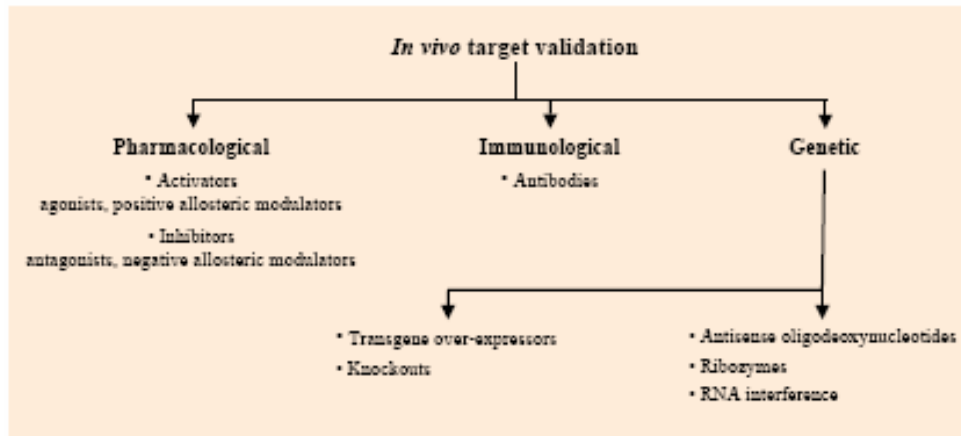 In vivo target validation
Pharmacological
• Activators
agonists, positive allosteric modulators
• Inhibitors
antagonists, negative allosteric modulators
Immunological
• Antibodies
Genetic
• Transgene over-expressors
• Knockouts
• Antisense oligodeoxynucleotides
• Ribozymes
• RNA interference